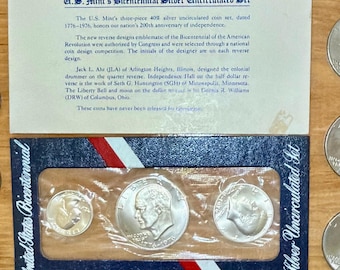 U.S. Mint's Bicentennial Silver Uncirculated Set
The U.S. Mint's three-piece 40% silver uncirculated coin set, dated
1776-1976, honors our nation's 200th anniversary of independence.
The new reverse designs emblematic of the Bicentennial of the American
Revolution were authorized by Congress and were selected through a national
coin design competition. The initials of the designer are on each reverse
design.
Jack L. Ahr (JLA) of Arlington Heights, Illinois, designed the colonial
drummer on the quarter reverse. Independence Hall on the half dollar re-
verse is the work of Seth G. Huntington (SGH) of Minneapolis, Minnesota.
The Liberty Bell and moon on the dollar reverse is by Dennis R. Williams
(DRW) of Columbus, Ohio.
These coins have never been released for circulation.
United States Bicentennial
Silver Uncirculated Set